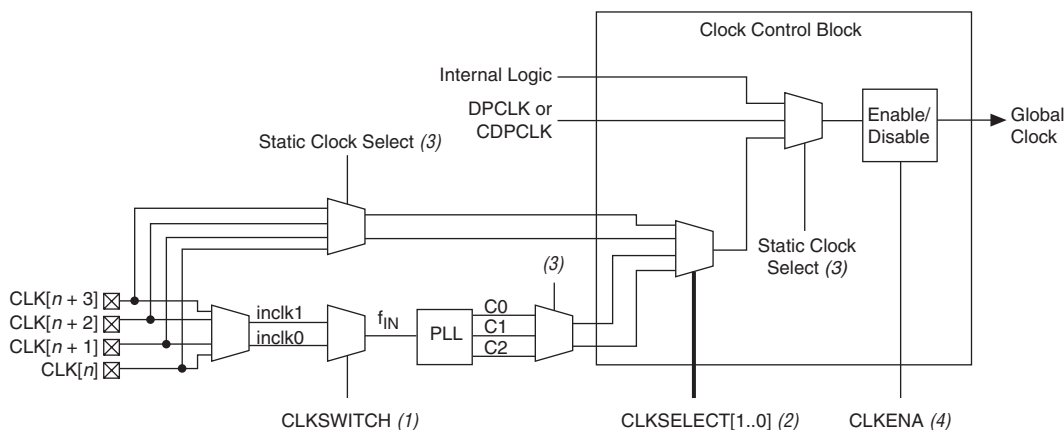 Clock Control Block
Internal Logic
DPCLK or
CDPCLK
Enable/
Disable
Global
Clock
Static Clock Select (3)
Static Clock
Select (3)
(3)
CLK[n + 3]
CLK[n + 2]
CLK[n + 1]
CLK[n]
inclk1
inclk0
fIN
PLL
C0
C1
C2
CLKSWITCH (1)
CLKSELECT[1..0] (2)
CLKENA (4)